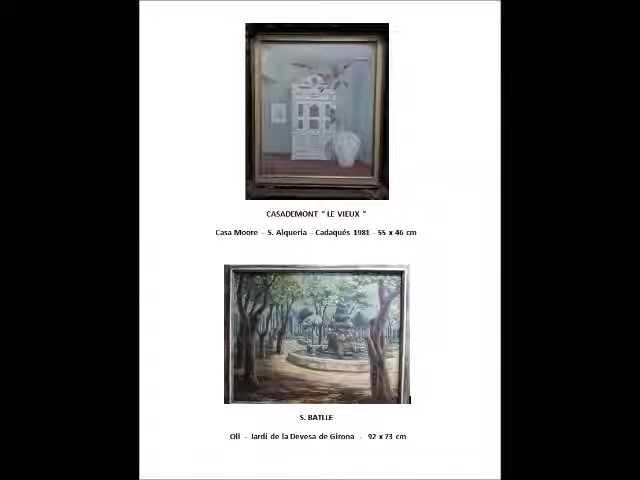 CASADEMONT " LE VIEUX "
Casa Moore - S. Alqueria - Cadaqués 1981 - 55 x 46 cm
S. BATLLE
Oli - Jardí de la Devesa de Girona - 92 x 73 cm